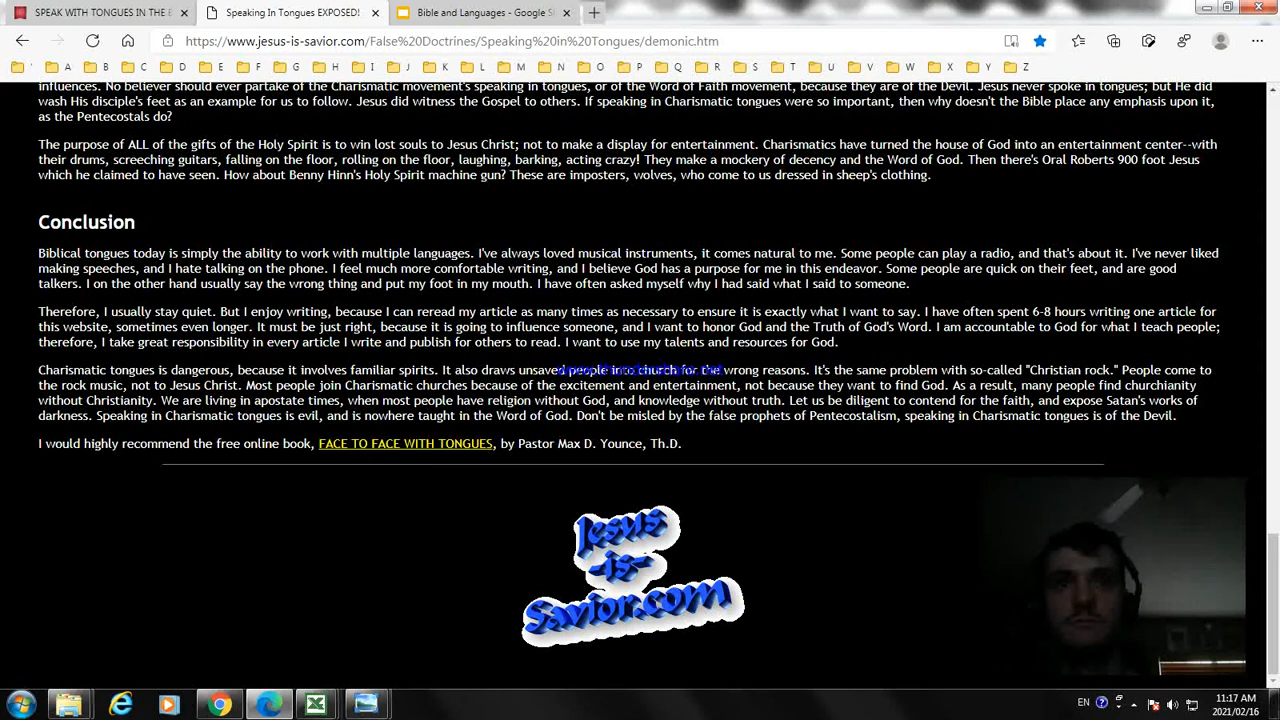 SPEAK WITH TONGUES IN THE B
Speaking In Tongues EXPOSED!
Bible and Languages - Google Sl
https://www.jesus-is-savior.com/False%20Doctrines/Speaking%20in%20Tongues/demonic.htm
A B C D E F G H I J K L M N O P Q R S T U V W X Y Z
influences. No believer should ever partake of the Charismatic movement's speaking in tongues, or of the Word of Faith movement, because they are of the Devil. Jesus never spoke in tongues; but He did
wash His disciple's feet as an example for us to follow. Jesus did witness the Gospel to others. If speaking in Charismatic tongues were so important, then why doesn't the Bible place any emphasis upon it,
as the Pentecostals do?
The purpose of ALL of the gifts of the Holy Spirit is to win lost souls to Jesus Christ; not to make a display for entertainment. Charismatics have turned the house of God into an entertainment center--with
their drums, screeching guitars, falling on the floor, rolling on the floor, laughing, barking, acting crazy! They make a mockery of decency and the Word of God. Then there's Oral Roberts 900 foot Jesus
which he claimed to have seen. How about Benny Hinn's Holy Spirit machine gun? These are imposters, wolves, who come to us dressed in sheep's clothing.
Conclusion
Biblical tongues today is simply the ability to work with multiple languages. I've always loved musical instruments, it comes natural to me. Some people can play a radio, and that's about it. I've never liked
making speeches, and I hate talking on the phone. I feel much more comfortable writing, and I believe God has a purpose for me in this endeavor. Some people are quick on their feet, and are good
talkers. I on the other hand usually say the wrong thing and put my foot in my mouth. I have often asked myself why I had said what I said to someone.
Therefore, I usually stay quiet. But I enjoy writing, because I can reread my article as many times as necessary to ensure it is exactly what I want to say. I have often spent 6-8 hours writing one article for
this website, sometimes even longer. It must be just right, because it is going to influence someone, and I want to honor God and the Truth of God's Word. I am accountable to God for what I teach people;
therefore, I take great responsibility in every article I write and publish for others to read. I want to use my talents and resources for God.
Charismatic tongues is dangerous, because it involves familiar spirits. It also draws unsaved people into churches for the wrong reasons. It's the same problem with so-called "Christian rock." People come to
the rock music, not to Jesus Christ. Most people join Charismatic churches because of the excitement and entertainment, not because they want to find God. As a result, many people find churchianity
without Christianity. We are living in apostate times, when most people have religion without God, and knowledge without truth. Let us be diligent to contend for the faith, and expose Satan's works of
darkness. Speaking in Charismatic tongues is evil, and is nowhere taught in the Word of God. Don't be misled by the false prophets of Pentecostalism, speaking in Charismatic tongues is of the Devil.
I would highly recommend the free online book, FACE TO FACE WITH TONGUES, by Pastor Max D. Younce, Th.D.
Jesus
-is-
Savior.com
EN
11:17 AM
2021/02/16